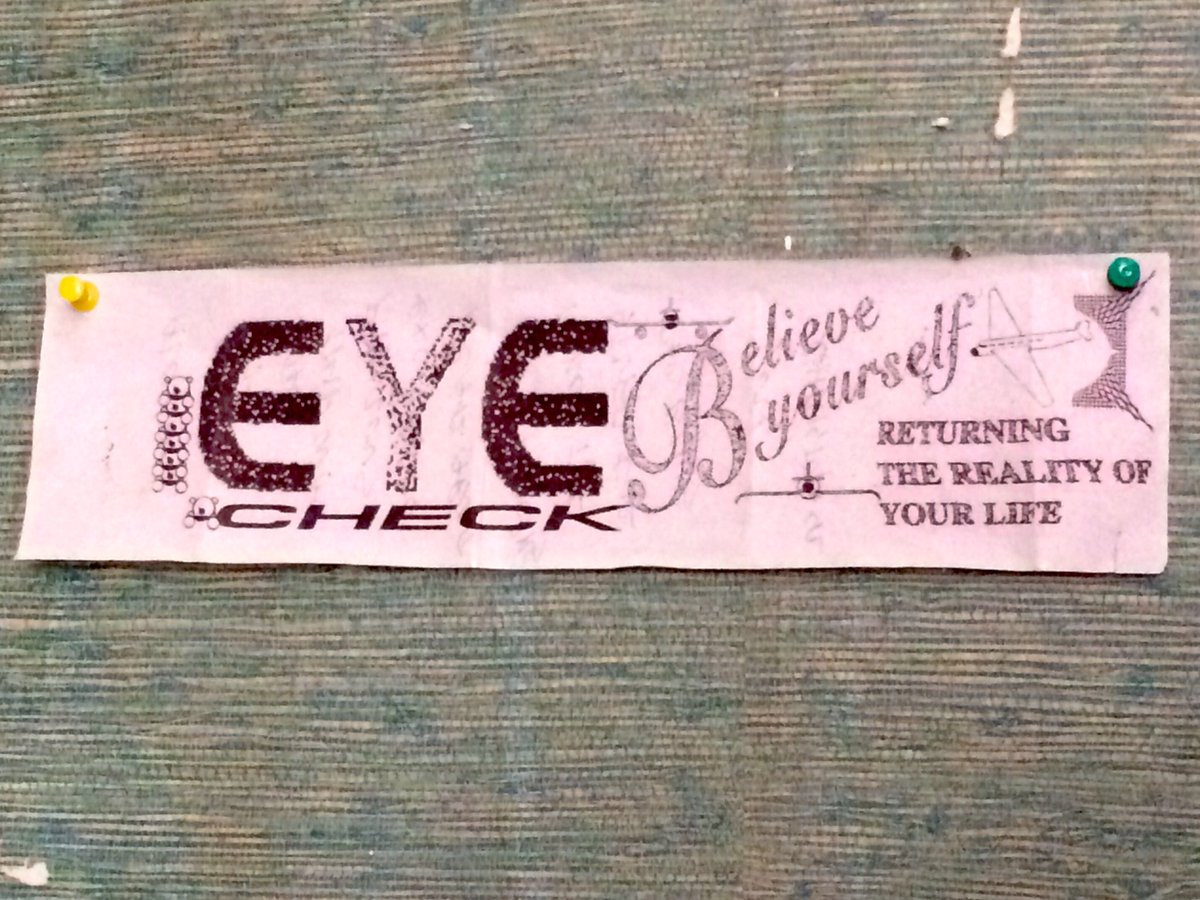 EYE
CHECK
Believe
yourself
RETURNING
THE REALITY OF
YOUR LIFE